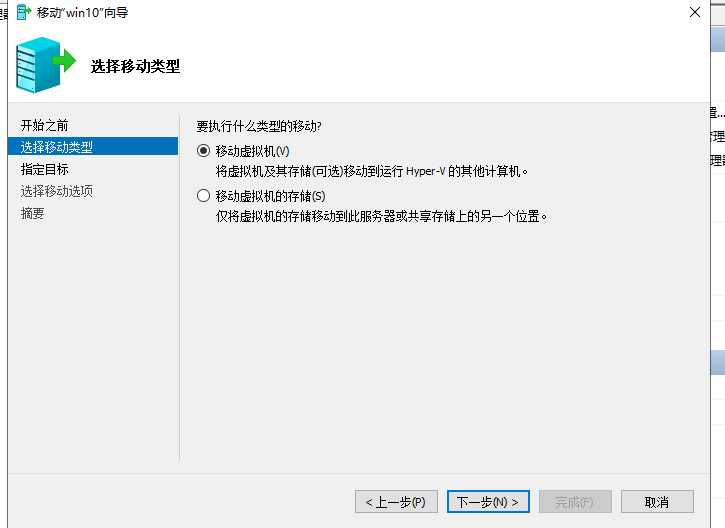 移动“win10”向导
选择移动类型
开始之前
选择移动类型
指定目标
选择移动选项
摘要
要执行什么类型的移动?
移动虚拟机(V)
将虚拟机及其存储(可选)移动到运行 Hyper-V 的其他计算机。
移动虚拟机的存储(S)
仅将虚拟机的存储移动到此服务器或共享存储上的另一个位置。
< 上一步(P)
下一步(N) >
完成(F)
取消
置...
管理